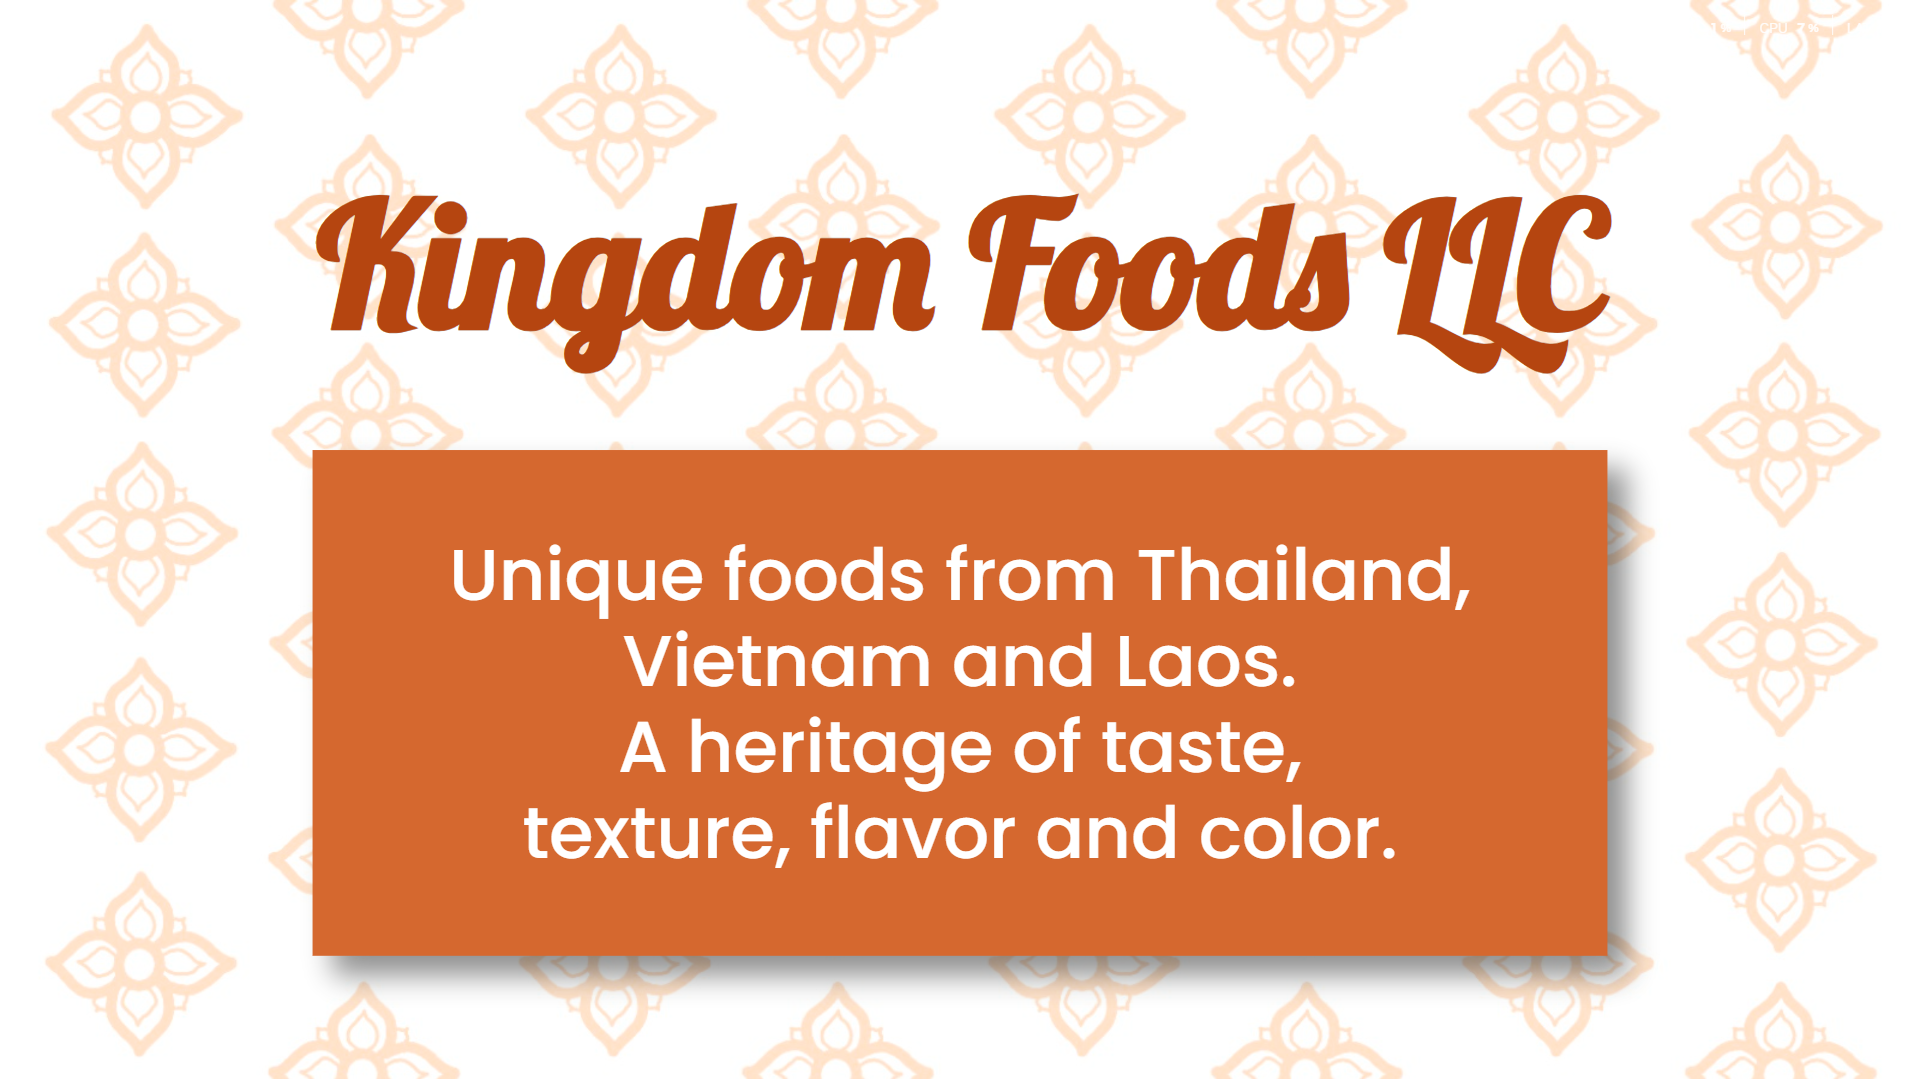 Kingdom Foods LLC
Unique foods from Thailand,
Vietnam and Laos.
A heritage of taste,
texture, flavor and color.